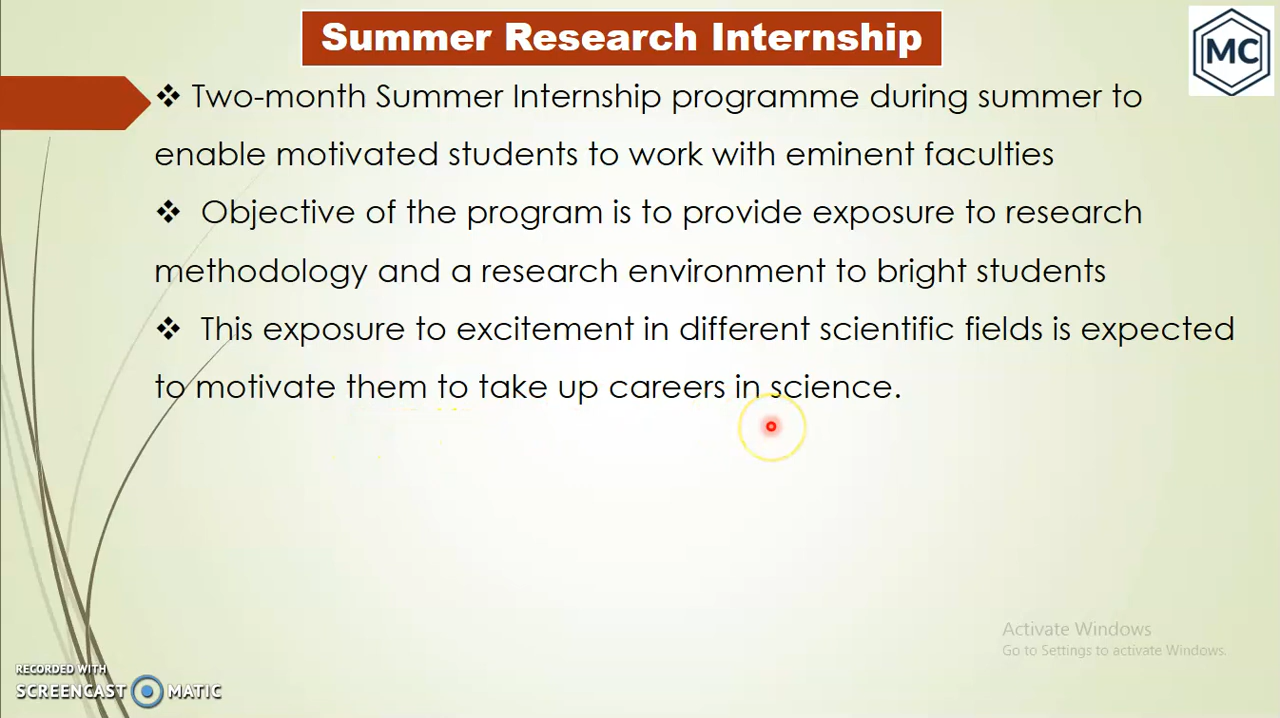 Summer Research Internship
MC
❖ Two-month Summer Internship programme during summer to
enable motivated students to work with eminent faculties
❖ Objective of the program is to provide exposure to research
methodology and a research environment to bright students
❖ This exposure to excitement in different scientific fields is expected
to motivate them to take up careers in science.
Activate Windows
Go to Settings to activate Windows.
RECORDED WITH
SCREENCAST MATIC